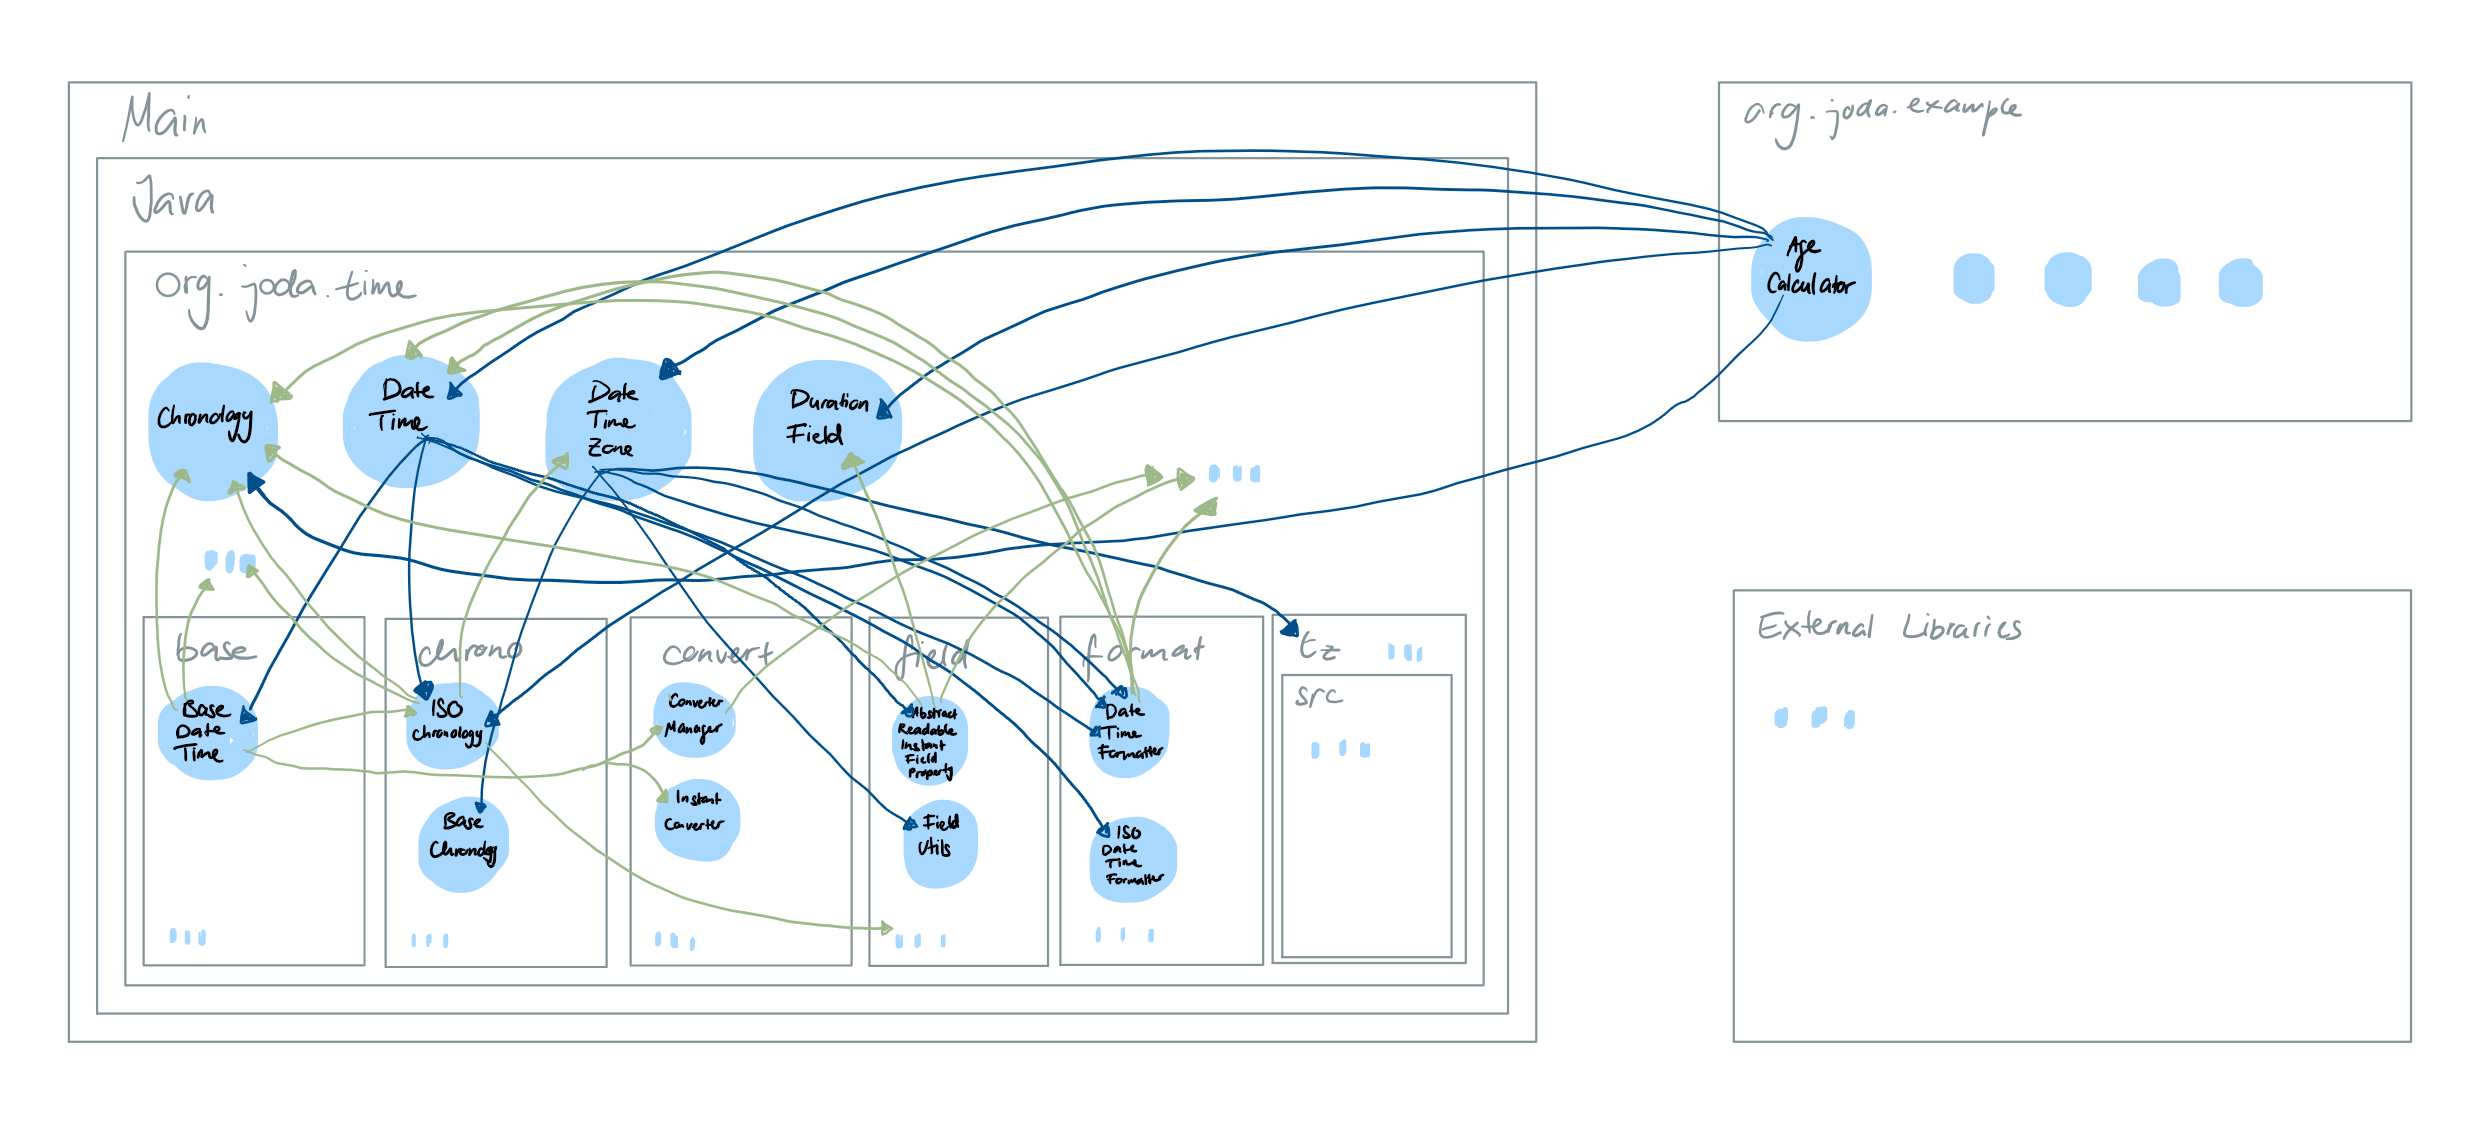 Main
org.joda.example
Java
Age
Calculator
Org.joda.time
Chronology
Date
Time
Date
Time
Zone
Duration
Field
base
chrono
convert
field
format
tz
src
External Libraries
Base
Date
Time
ISO
Chronology
Base
Chronology
Converter
Manager
Instant
Converter
Abstract
Readable
Instant
Field
Property
Field
Utils
Date
Time
Formatter
ISO
Date
Time
Formatter